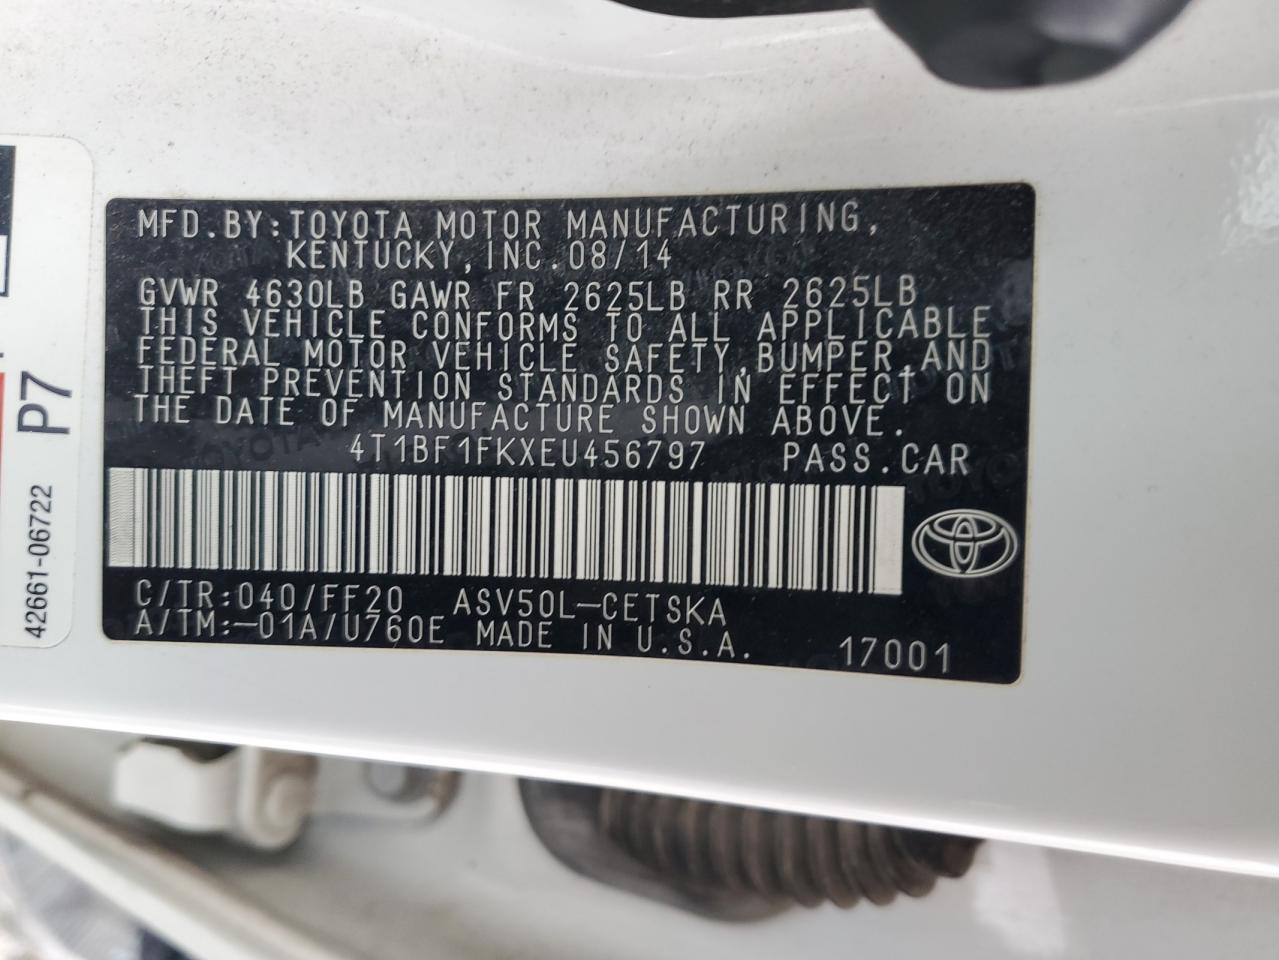 MFD.BY:TOYOTA MOTOR MANUFACTURING,
KENTUCKY,INC.08/14
GVWR 4630LB GAWR FR 2625LB RR 2625LB
THIS VEHICLE CONFORMS TO ALL APPLICABLE
FEDERAL MOTOR VEHICLE SAFETY,BUMPER,AND
THEFT PREVENTION STANDARDS IN EFFECT ON
THE DATE OF MANUFACTURE SHOWN ABOVE.
4T1BF1FKXEU456797 PASS.CAR
C/TR:040/FF20 ASV50L-CETSKA
A/TM:-01A/U760E MADE IN U.S.A. 17001
P7
42661-06722